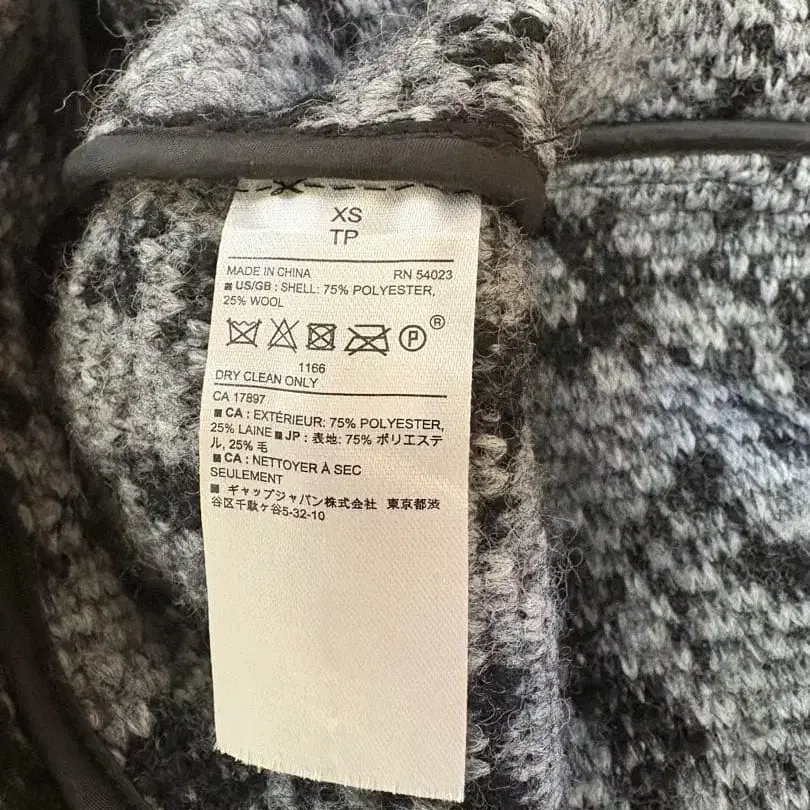 XS
TP
MADE IN CHINA RN 54023
■ US/GB : SHELL: 75% POLYESTER,
25% WOOL
P ®
1166
DRY CLEAN ONLY
CA 17897
■ CA : EXTÉRIEUR: 75% POLYESTER,
25% LAINE ■ JP : 表地: 75% ポリエステ
ル, 25% 毛
■ CA : NETTOYER À SEC
SEULEMENT
■ ギャップジャパン株式会社 東京都渋
谷区千駄ヶ谷5-32-10